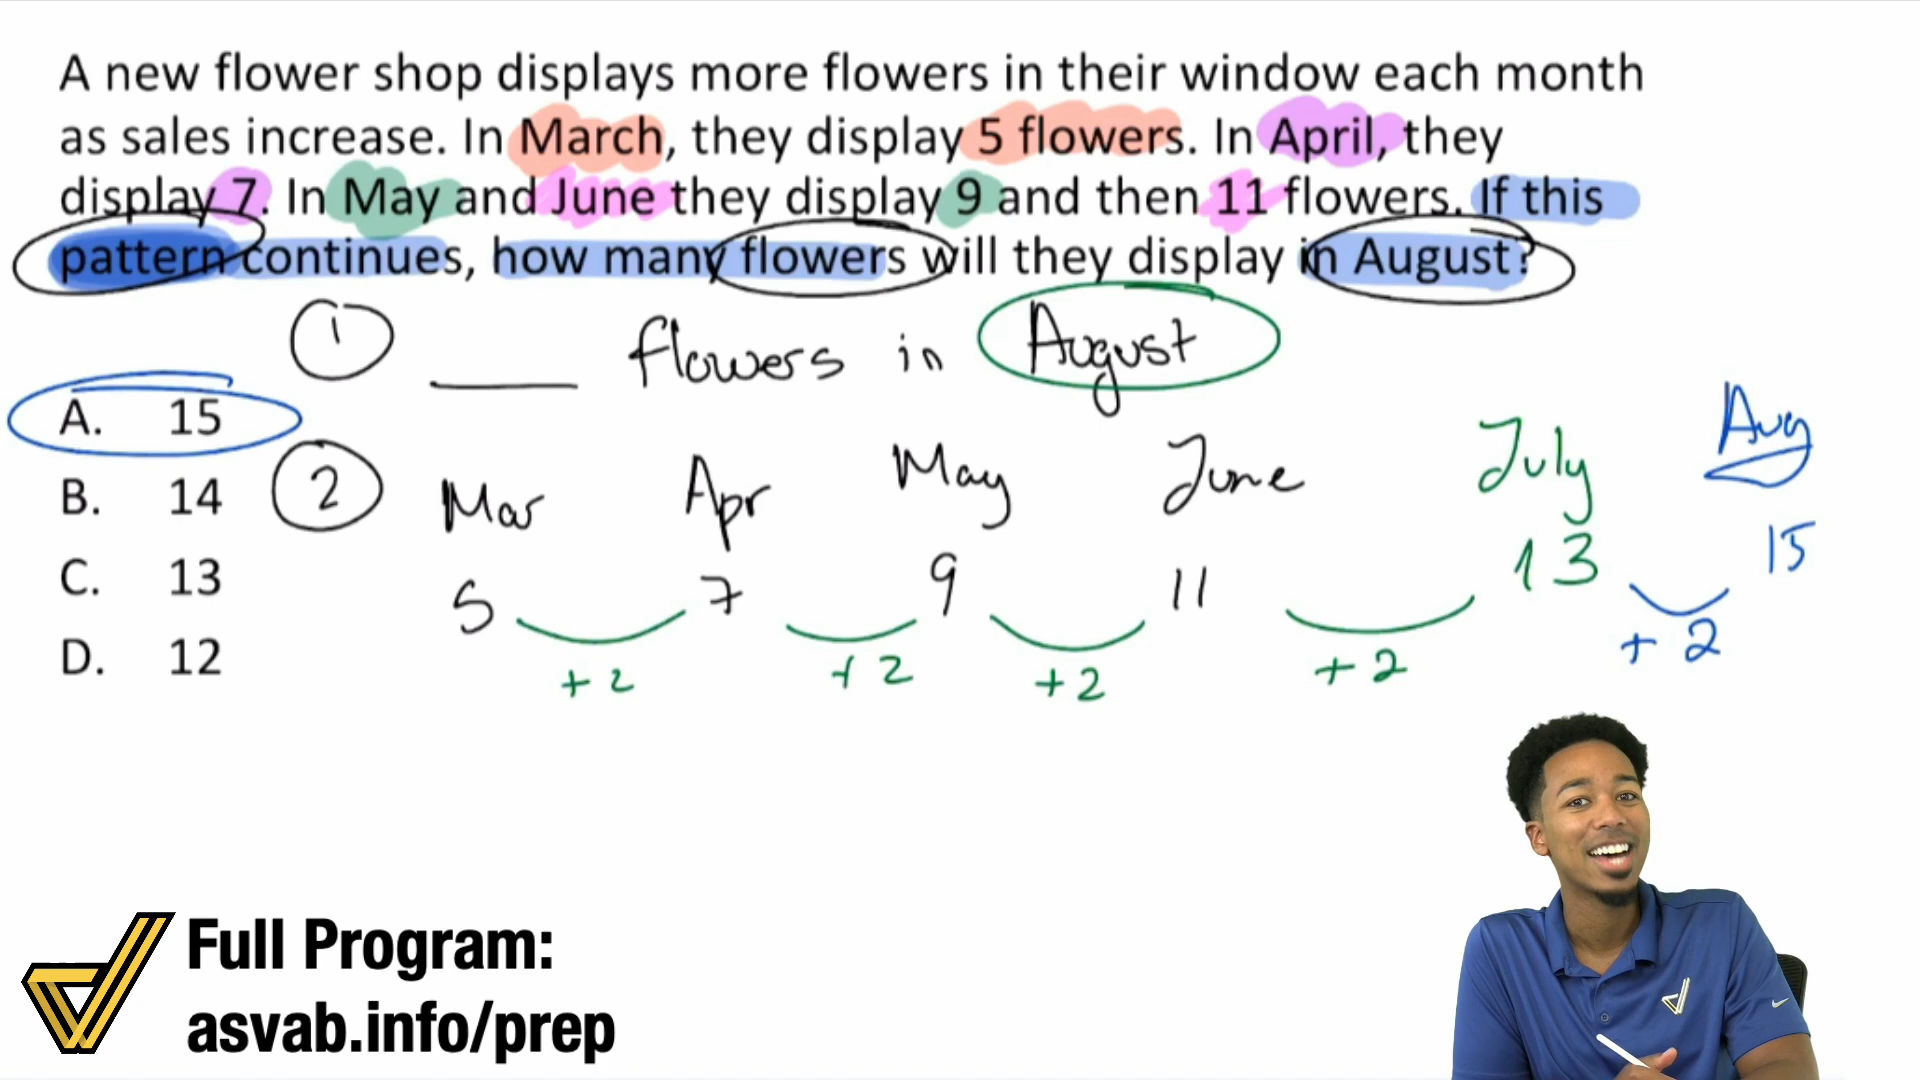 A new flower shop displays more flowers in their window each month
as sales increase. In March, they display 5 flowers. In April, they
display 7. In May and June they display 9 and then 11 flowers. If this
pattern continues, how many flowers will they display in August?
1 ____ flowers in August
A. 15
B. 14
C. 13
D. 12
2 Mar Apr May June July Aug
5 7 9 11 13 15
+2 +2 +2 +2 +2
Full Program:
asvab.info/prep